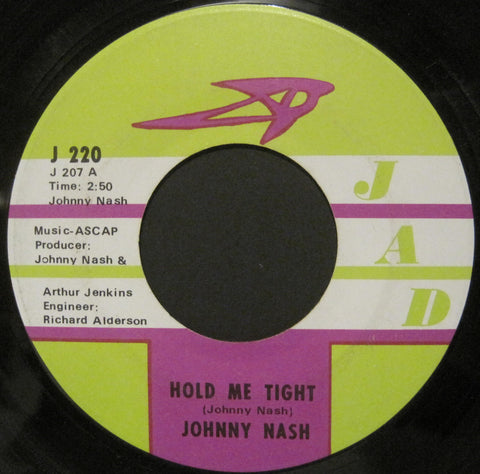 J 220
J 207 A
Time: 2:50
Johnny Nash
Music-ASCAP
Producer:
Johnny Nash &
Arthur Jenkins
Engineer:
Richard Alderson
J
A
D
HOLD ME TIGHT
(Johnny Nash)
JOHNNY NASH